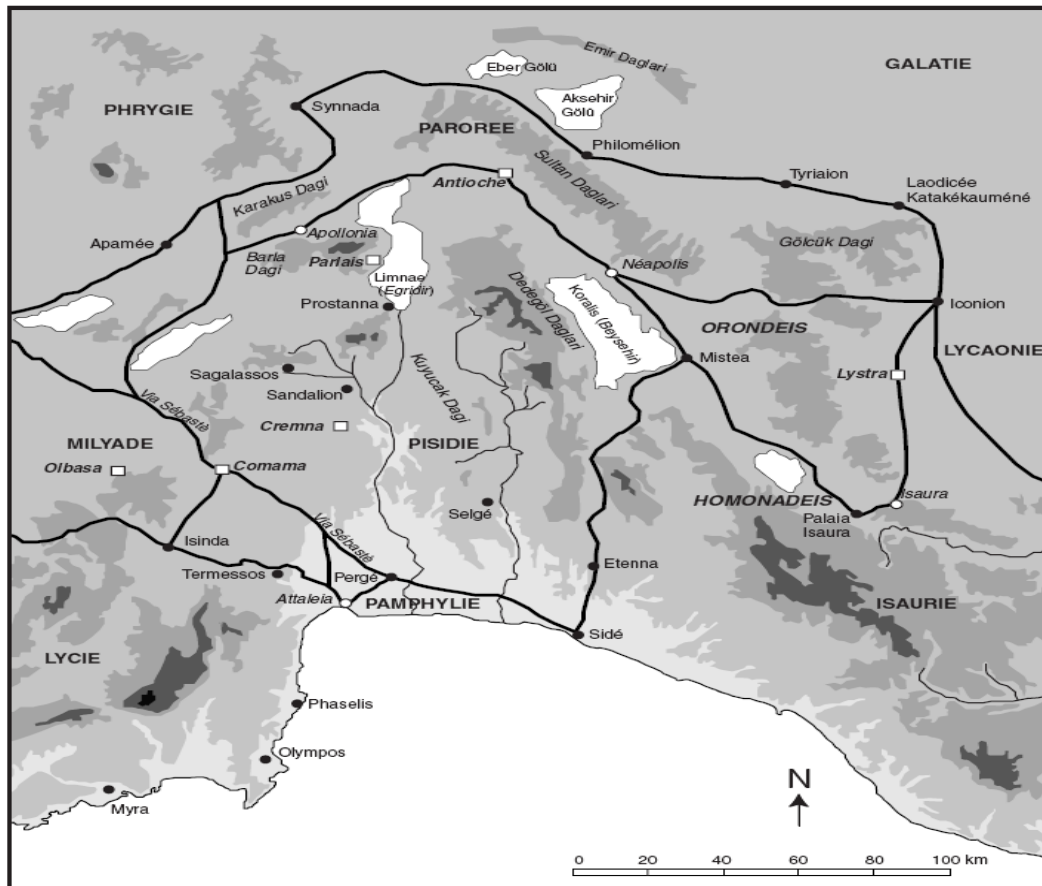 Emir Daglari
Eber Gölü
GALATIE
PHRYGIE
Synnada
Aksehir
Gölü
PAROREE
Philomélion
Sultan Daglari
Antioche
Tyriaion
Laodicée
Katakékauméné
Karakus Dagi
Apollonia
Apamée
Barla
Dagi
Parlais
Limnae
(Egridir)
Gölcük Dagi
Néapolis
Prostanna
Dedegöl Daglari
Koralis (Beysehir)
Iconion
ORONDEIS
LYCAONIE
Mistea
Sagalassos
Sandalion
Kuyucak Dagi
Lystra
Via Sébastè
Cremna
MILYADE
PISIDIE
Olbasa
Comama
HOMONADEIS
Isaura
Selgé
Palaia
Isaura
Via Sébastè
Isinda
Termessos
Pergé
Etenna
Attaleia
PAMPHYLIE
ISAURIE
Sidé
LYCIE
Phaselis
Olympos
Myra
N
0 20 40 60 80 100 km